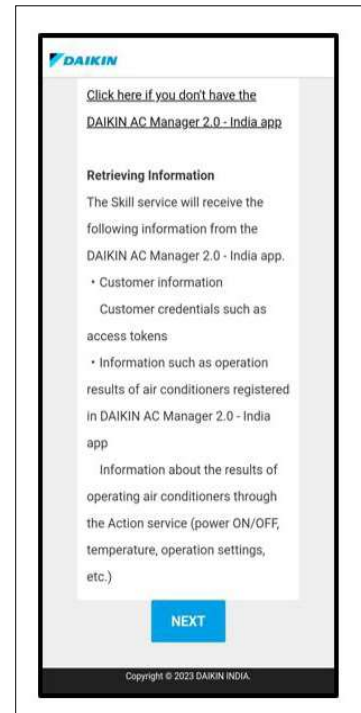 DAIKIN
Click here if you don't have the
DAIKIN AC Manager 2.0 - India app
Retrieving Information
The Skill service will receive the
following information from the
DAIKIN AC Manager 2.0 - India app.
・Customer information
Customer credentials such as
access tokens
・Information such as operation
results of air conditioners registered
in DAIKIN AC Manager 2.0 - India
app
Information about the results of
operating air conditioners through
the Action service (power ON/OFF,
temperature, operation settings,
etc.)
NEXT
Copyright © 2023 DAIKIN INDIA.